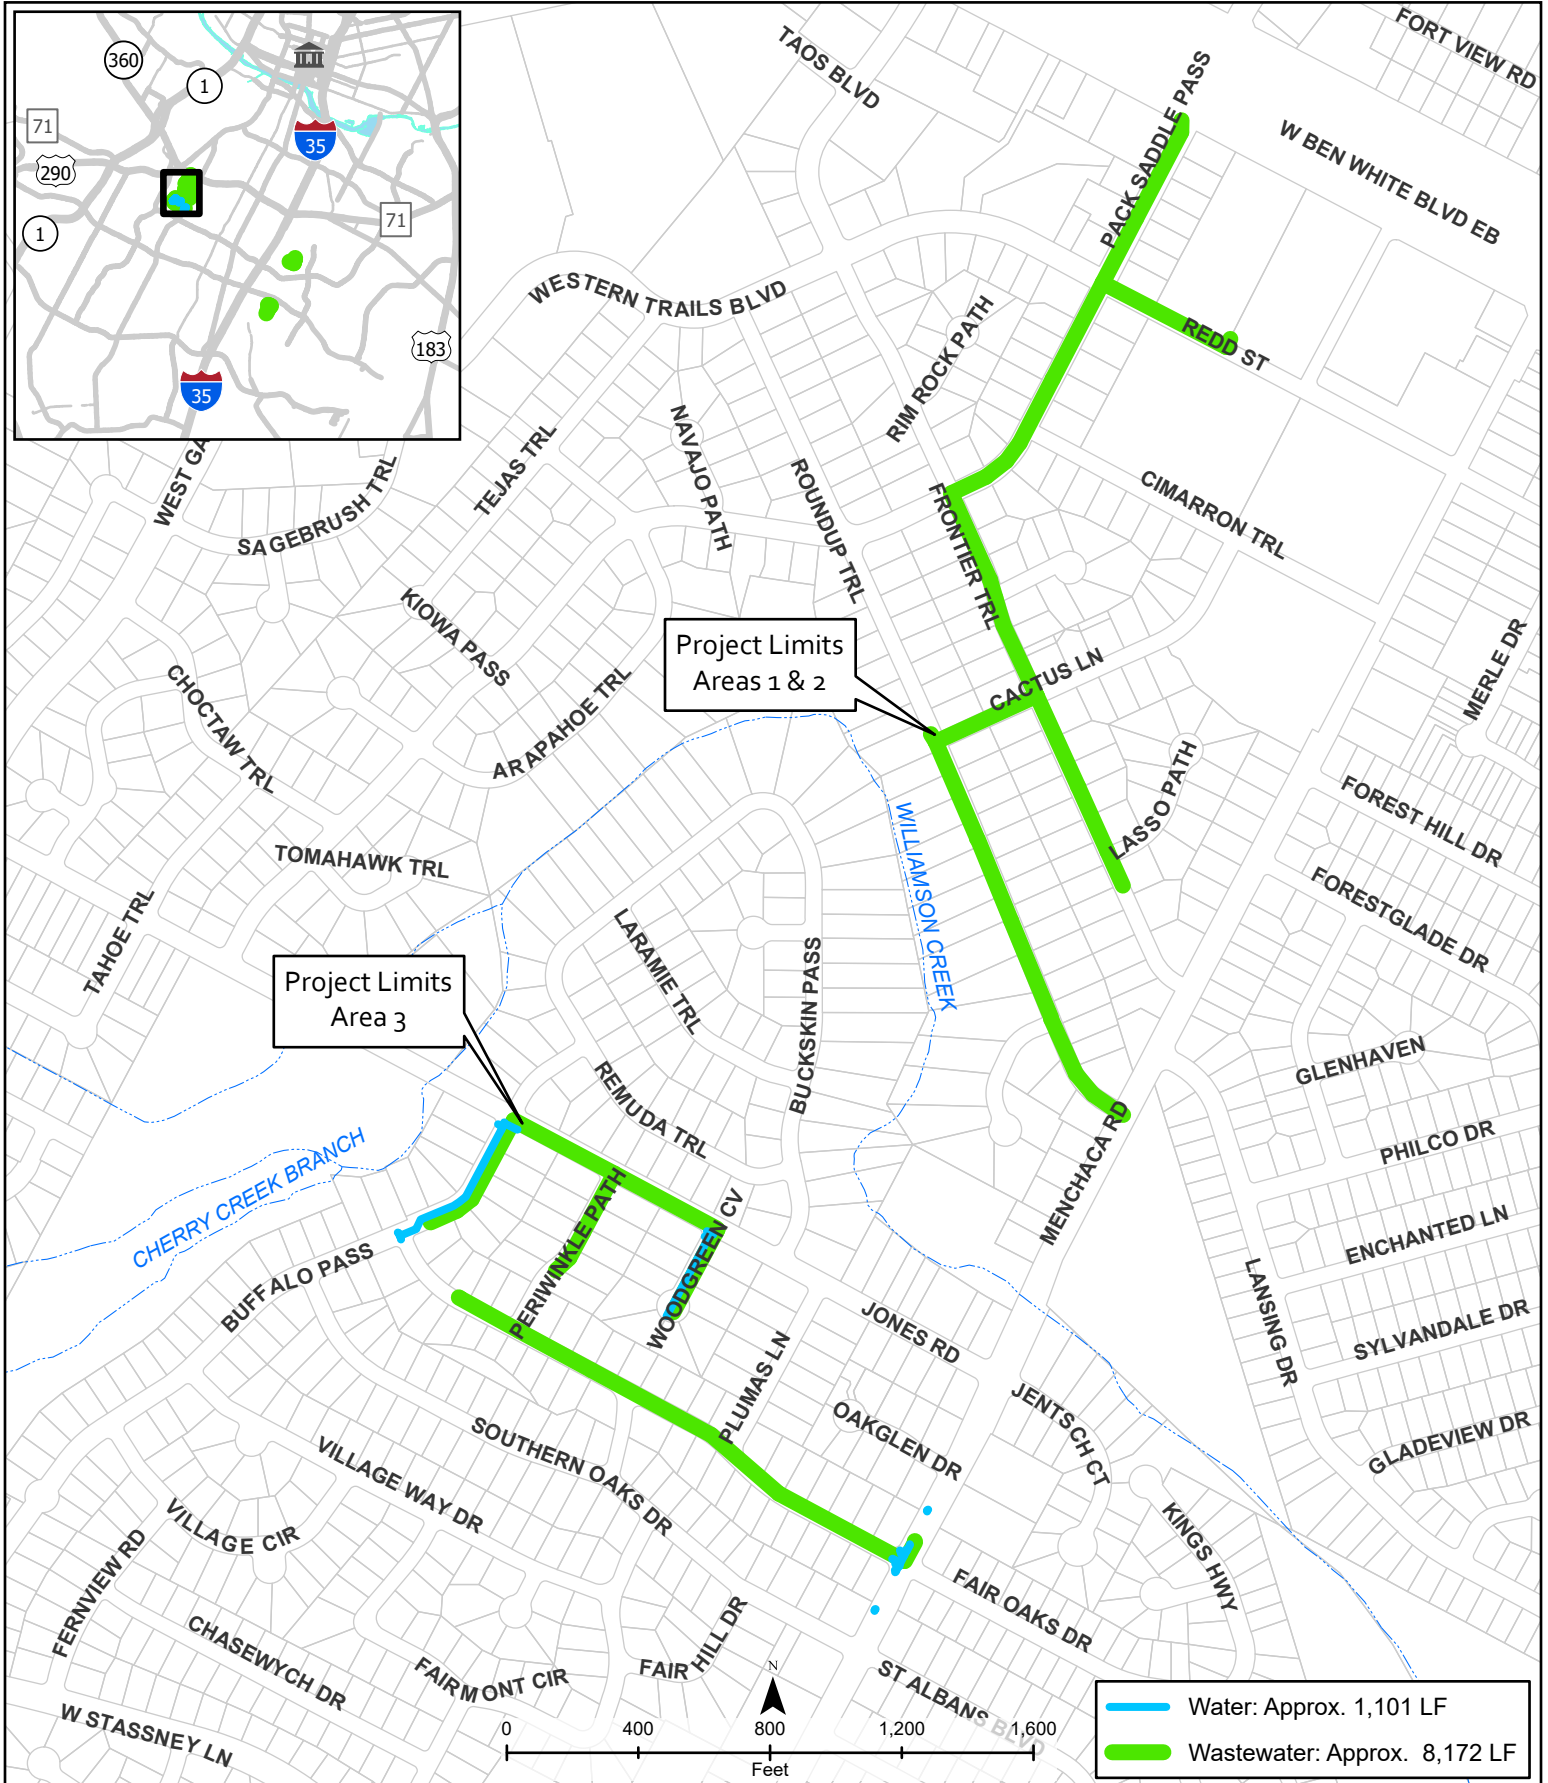 360
1
71
290
35
1
71
183
35
FORT VIEW RD
TAOS BLVD
PACK SADDLE PASS
W BEN WHITE BLVD EB
WESTERN TRAILS BLVD
RIM ROCK PATH
REDD ST
WEST GA
SAGEBRUSH TRL
TEJAS TRL
NAVAJO PATH
ROUNDUP TRL
FRONTIER TRL
CIMARRON TRL
KIOWA PASS
Project Limits
Areas 1 & 2
CACTUS LN
MERLE DR
CHOCTAW TRL
ARAPAHOE TRL
LASSO PATH
FOREST HILL DR
WILLIAMSON CREEK
TOMAHAWK TRL
FORESTGLADE DR
TAHOE TRL
LARAMIE TRL
BUCKSKIN PASS
Project Limits
Area 3
GLENHAVEN
REMUDA TRL
MENCHACA RD
PHILCO DR
CHERRY CREEK BRANCH
PERIWINKLE PATH
WOODGREEN CV
ENCHANTED LN
BUFFALO PASS
LANSING DR
JONES RD
SYLVANDALE DR
PLUMAS LN
JENTSCH CT
OAKGLEN DR
GLADEVIEW DR
SOUTHERN OAKS DR
VILLAGE WAY DR
VILLAGE CIR
KINGS HWY
FERNVIEW RD
FAIR OAKS DR
CHASEWYCH DR
FAIR HILL DR
FAIRMONT CIR
ST ALBANS BLVD
W STASSNEY LN
N
0 400 800 1,200 1,600
Feet
Water: Approx. 1,101 LF
Wastewater: Approx. 8,172 LF